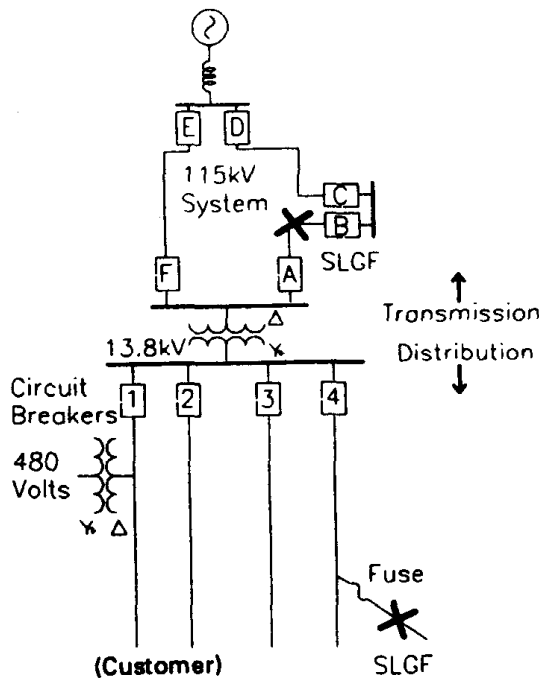 E D
115kV
System
C
B
SLGF
F A
Δ
Transmission
13.8kV
Distribution
Circuit
Breakers
1 2 3 4
480
Volts
Δ
Fuse
(Customer)
SLGF